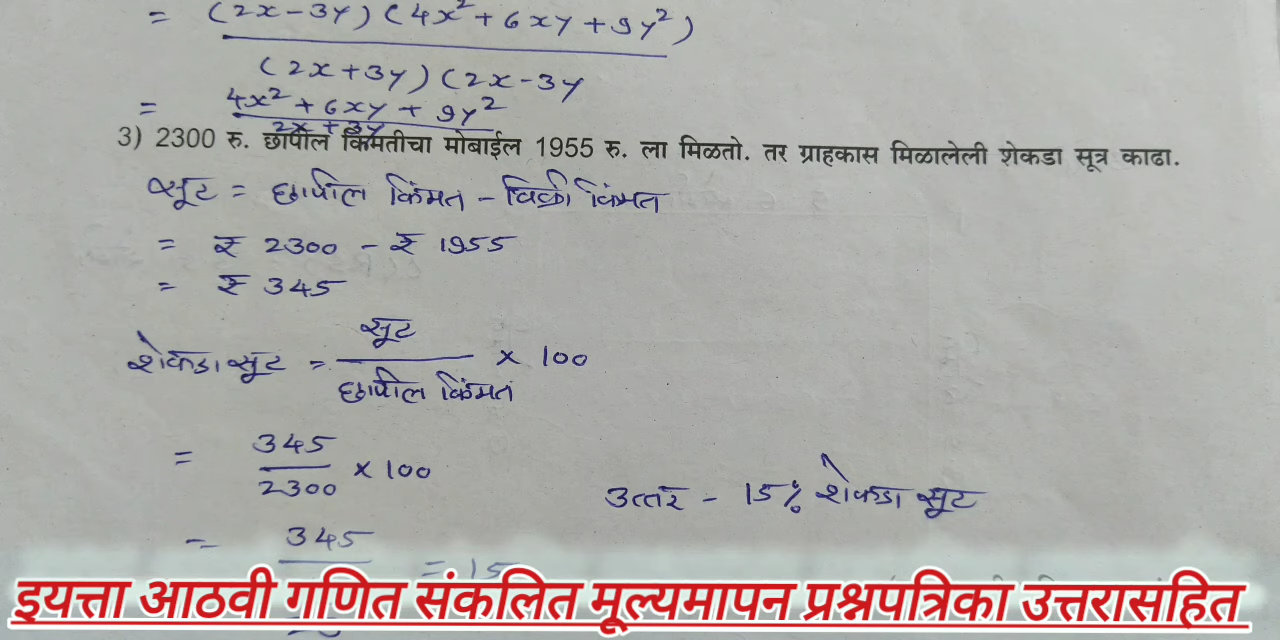 = (2x-3y) (4x² + 6xy + 9y²)
(2x+3y) (2x-3y
= 4x² + 6xy + 9y²
2x + 3y
3) 2300 रु. छापील किंमतीचा मोबाईल 1955 रु. ला मिळतो. तर ग्राहकास मिळालेली शेकडा सूत्र काढा.
सूट = छापील किंमत - विक्री किंमत
= ₹ 2300 - ₹ 1955
= ₹ 345
शेकडा सूट = सूट × 100
छापील किंमत
= 345 × 100
2300
उत्तर - 15% शेकडा सूट
= 345 = 15
इयत्ता आठवी गणित संकलित मूल्यमापन प्रश्नपत्रिका उत्तरासहित